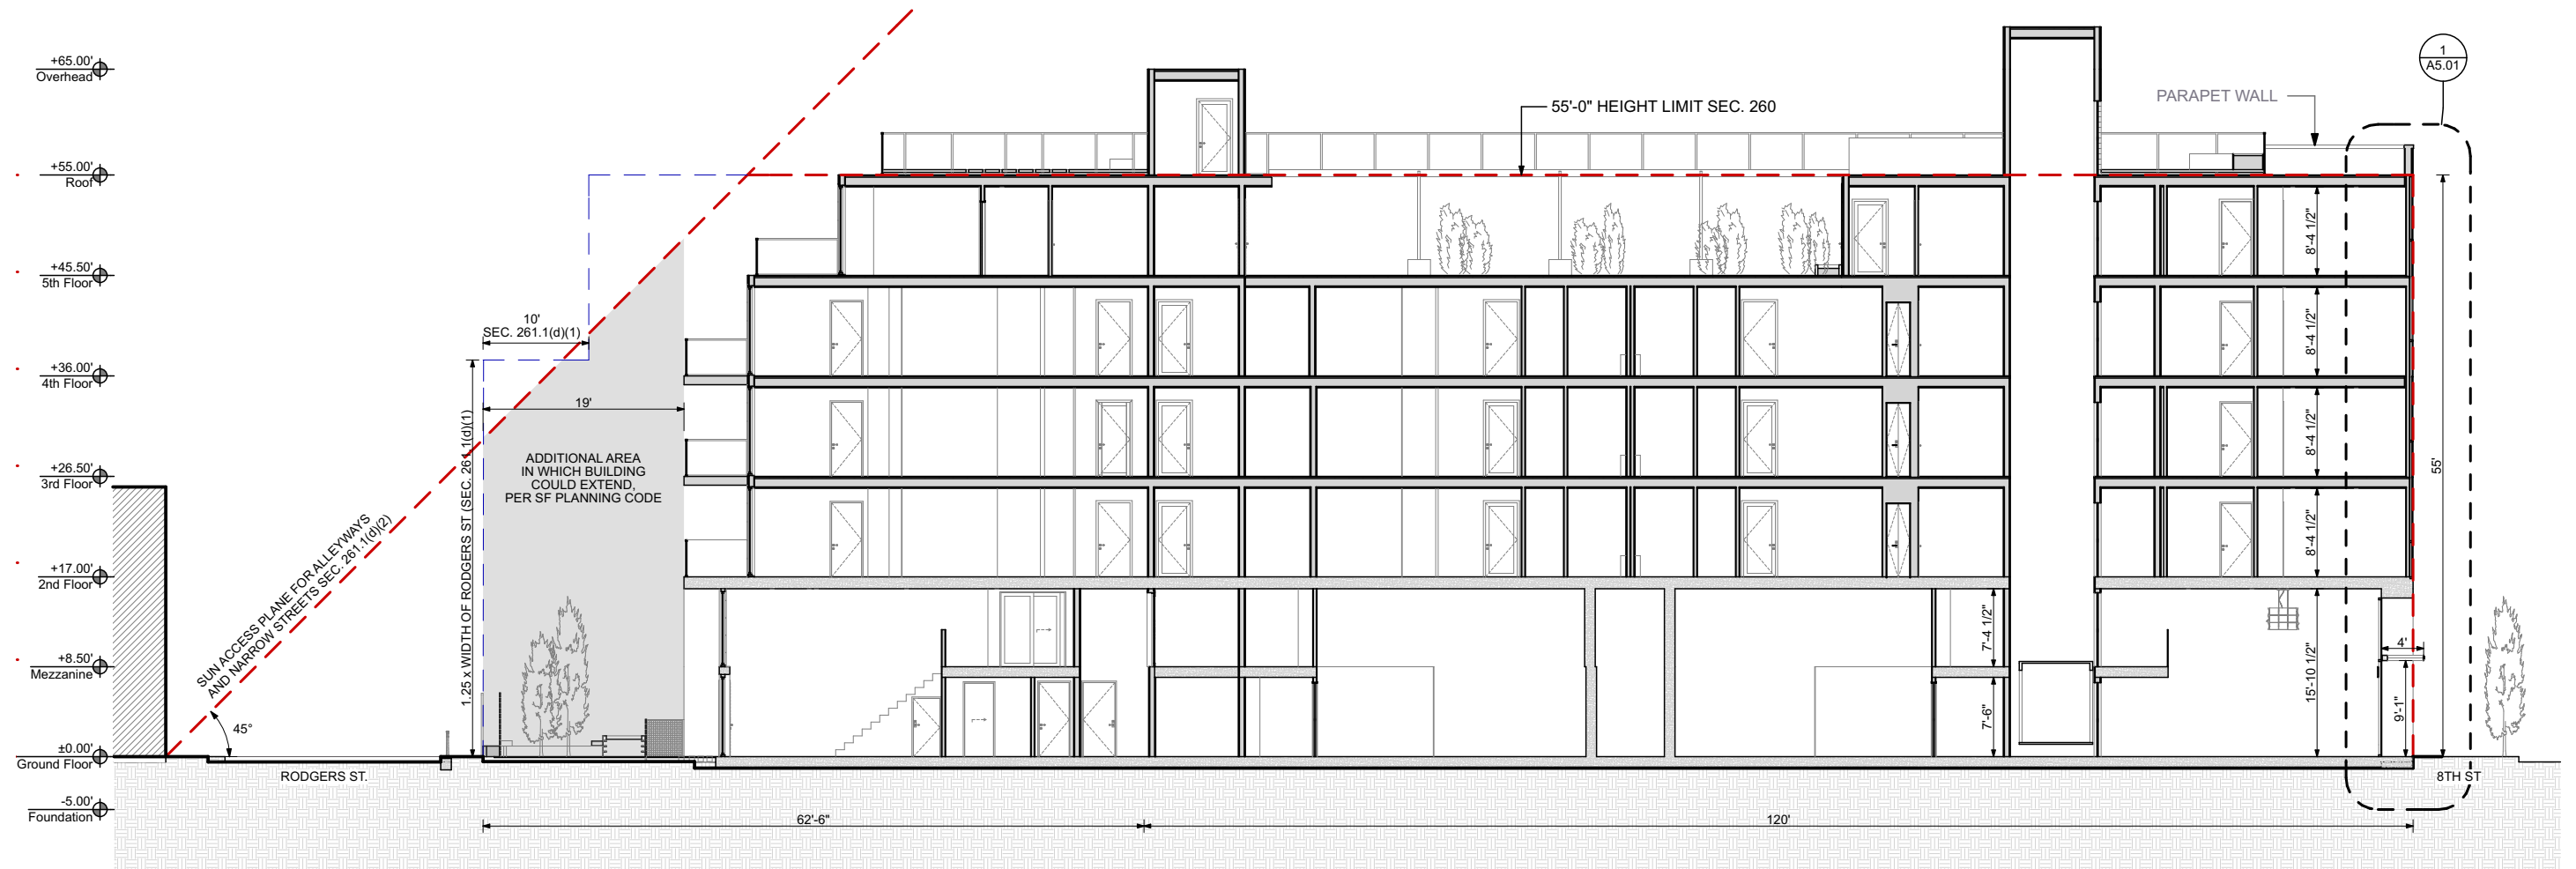 +65.00'
Overhead
1
A5.01
PARAPET WALL
55'-0" HEIGHT LIMIT SEC. 260
+55.00'
Roof
8'-4 1/2"
+45.50'
5th Floor
10'
SEC. 261.1(d)(1)
8'-4 1/2"
+36.00'
4th Floor
19'
1.25 x WIDTH OF RODGERS ST (SEC. 261.1(d)(1)
8'-4 1/2"
ADDITIONAL AREA
IN WHICH BUILDING
COULD EXTEND,
PER SF PLANNING CODE
55'
+26.50'
3rd Floor
8'-4 1/2"
SUN ACCESS PLANE FOR ALLEYWAYS
AND NARROW STREETS SEC. 261.1(d)(2)
+17.00'
2nd Floor
7'-4 1/2"
4'
+8.50'
Mezzanine
15'-10 1/2"
9'-1"
7'-6"
45°
±0.00'
Ground Floor
RODGERS ST.
8TH ST
-5.00'
Foundation
62'-6"
120'